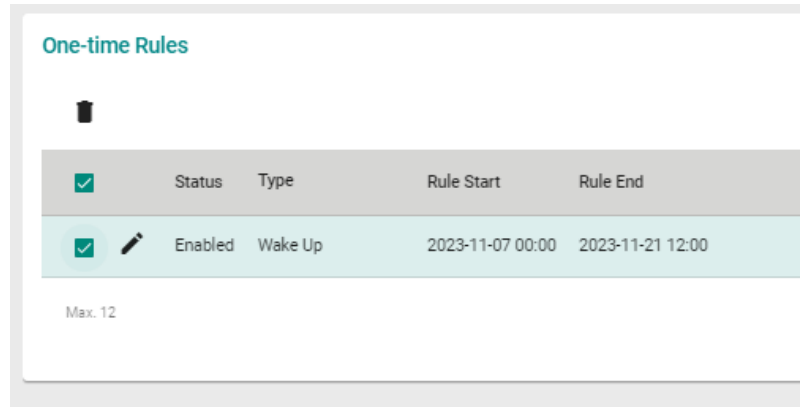 One-time Rules
Status Type Rule Start Rule End
Enabled Wake Up 2023-11-07 00:00 2023-11-21 12:00
Max. 12